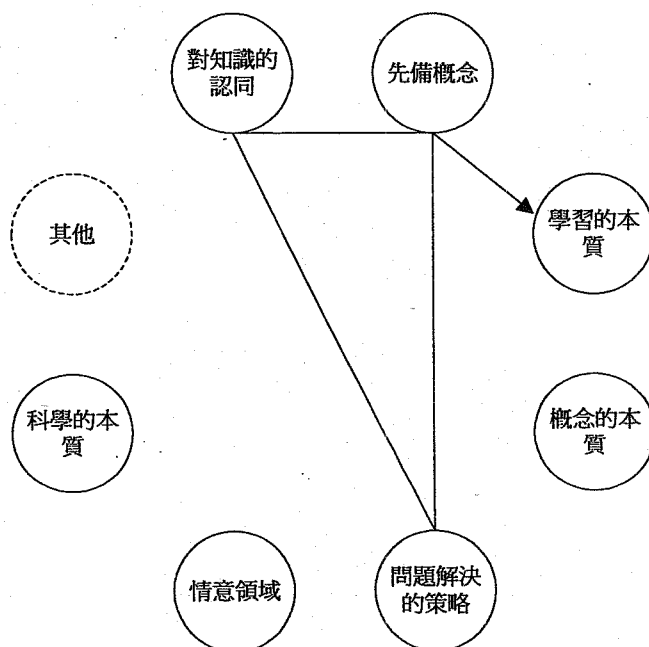 對知識的
認同
先備概念
其他
學習的本
質
科學的本
質
概念的本
質
情意領域
問題解決
的策略